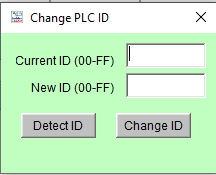 Change PLC ID
Current ID (00-FF)
New ID (00-FF)
Detect ID Change ID